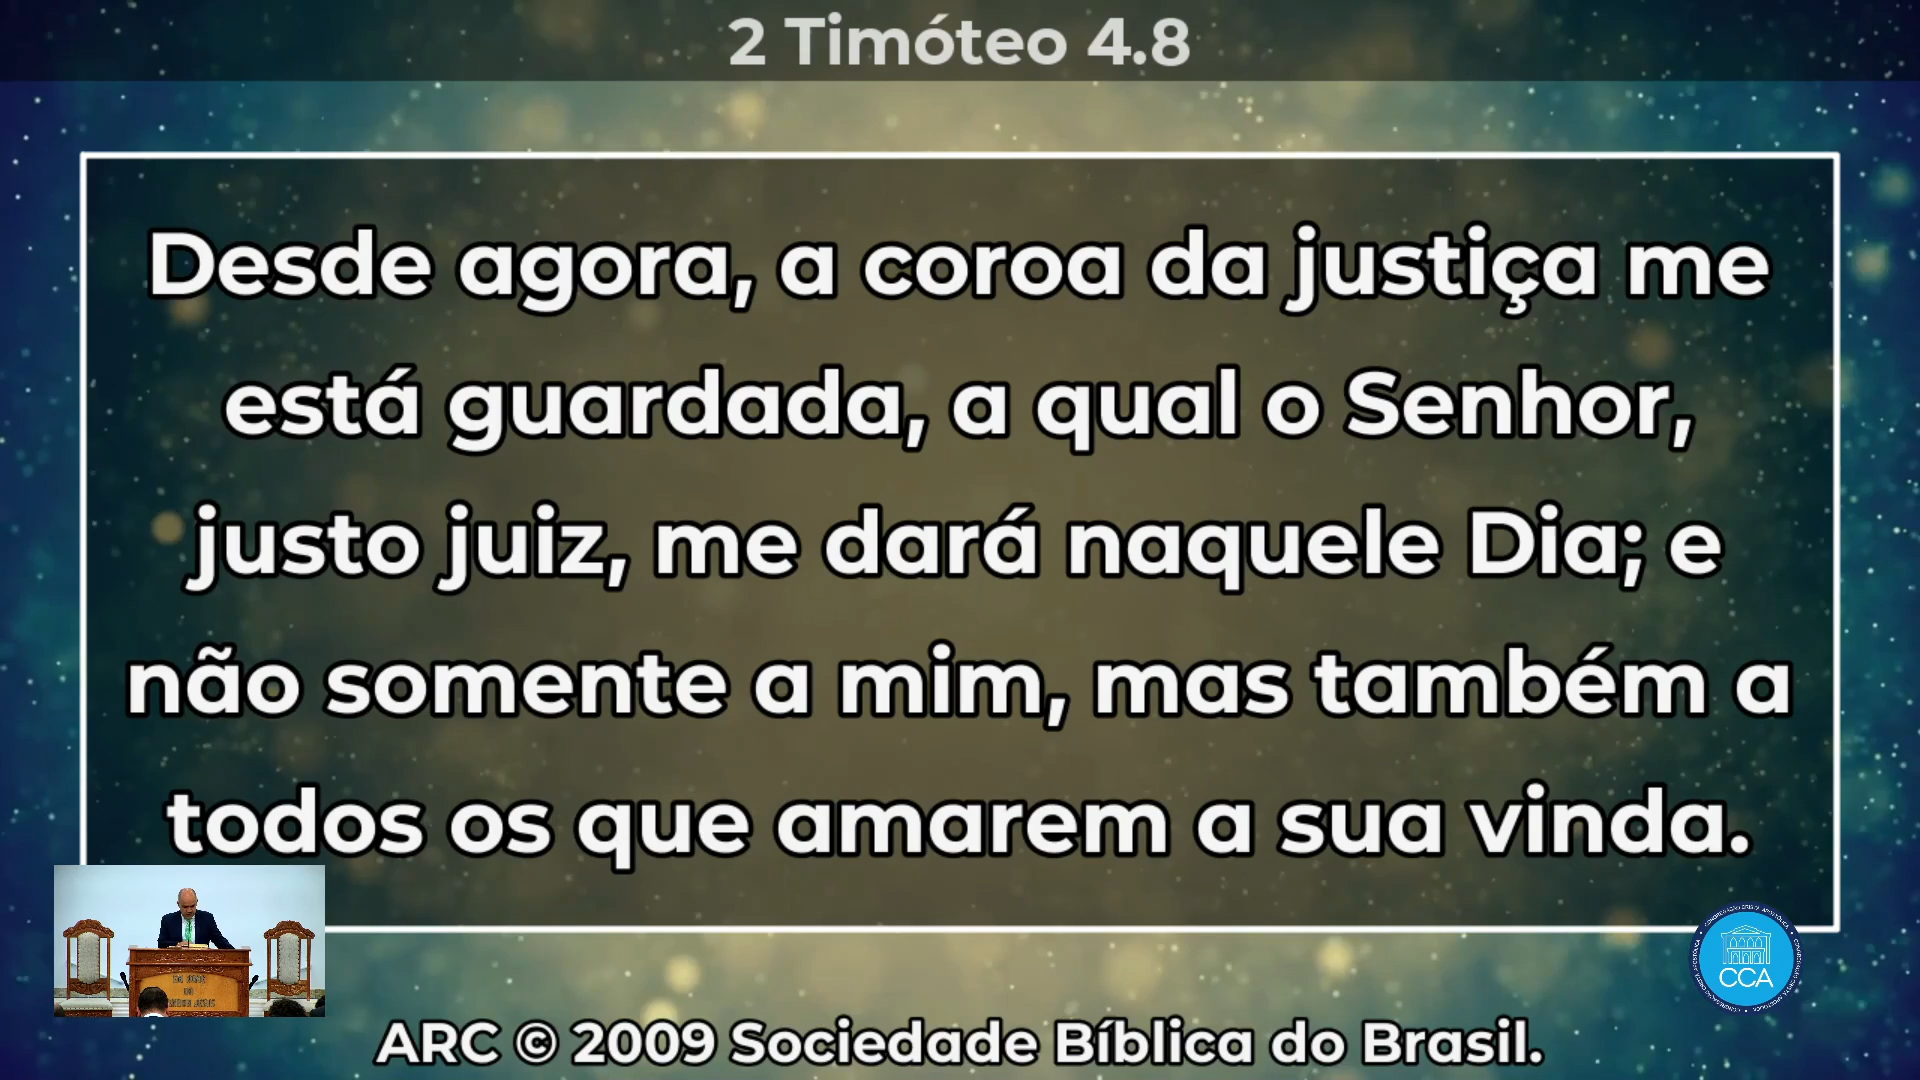 2 Timóteo 4.8
Desde agora, a coroa da justiça me
está guardada, a qual o Senhor,
justo juiz, me dará naquele Dia; e
não somente a mim, mas também a
todos os que amarem a sua vinda.
CCA
ARC © 2009 Sociedade Bíblica do Brasil.